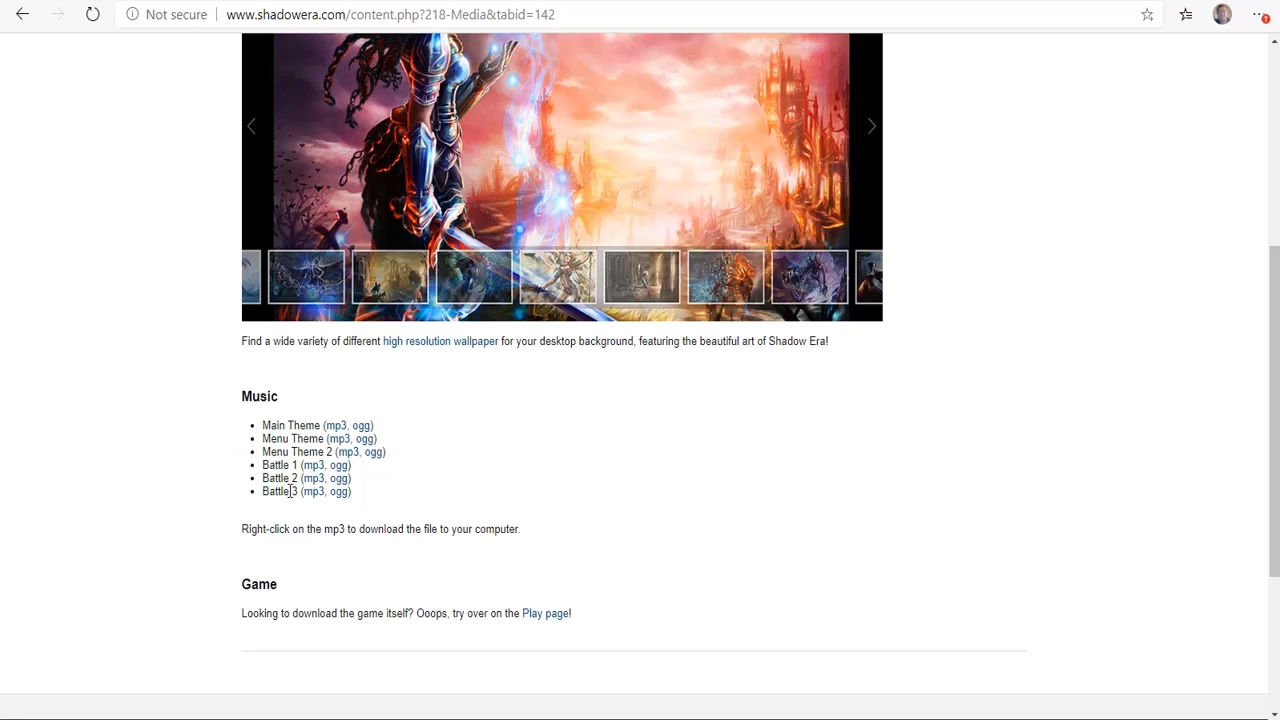 Not secure www.shadowera.com/content.php?218-Media&tabid=142
Find a wide variety of different high resolution wallpaper for your desktop background, featuring the beautiful art of Shadow Era!
Music
• Main Theme (mp3, ogg)
• Menu Theme (mp3, ogg)
• Menu Theme 2 (mp3, ogg)
• Battle 1 (mp3, ogg)
• Battle 2 (mp3, ogg)
• Battle 3 (mp3, ogg)
Right-click on the mp3 to download the file to your computer.
Game
Looking to download the game itself? Ooops, try over on the Play page!